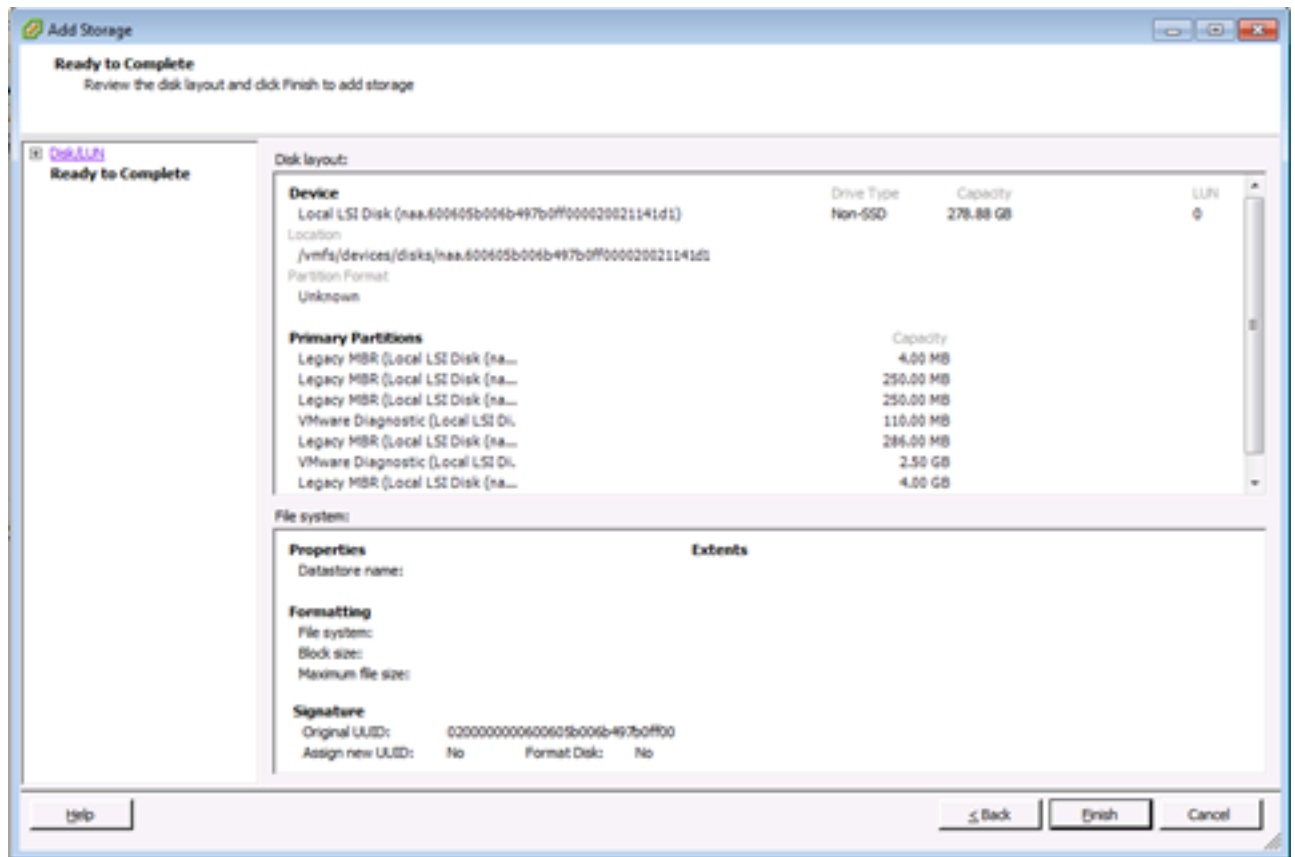 Add Storage
Ready to Complete
Review the disk layout and click Finish to add storage
Disk/LUN
Ready to Complete
Disk layout:
Device Drive Type Capacity LUN
Local LSI Disk (naa.600605b006b497b0ff000020021141d1) Non-SSD 278.88 GB 0
Location
/vmfs/devices/disks/naa.600605b006b497b0ff000020021141d1
Partition Format
Unknown
Primary Partitions Capacity
Legacy MBR (Local LSI Disk (na... 4.00 MB
Legacy MBR (Local LSI Disk (na... 250.00 MB
Legacy MBR (Local LSI Disk (na... 250.00 MB
VMware Diagnostic (Local LSI Di. 110.00 MB
Legacy MBR (Local LSI Disk (na... 286.00 MB
VMware Diagnostic (Local LSI Di. 2.50 GB
Legacy MBR (Local LSI Disk (na... 4.00 GB
File system:
Properties Extents
Datastore name:
Formatting
File system:
Block size:
Maximum file size:
Signature
Original UUID: 0200000000600605b006b497b0ff00
Assign new UUID: No Format Disk: No
Help ≤ Back Finish Cancel